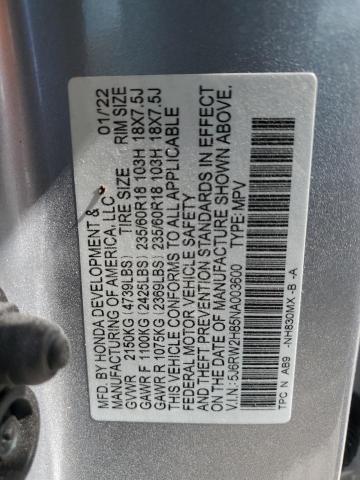 MFD. BY HONDA DEVELOPMENT & 01/22
MANUFACTURING OF AMERICA, LLC
TIRE SIZE RIM SIZE
GVWR 2150KG (4739LBS)
GAWR F 1100KG (2425LBS) 235/60R18 103H 18X7.5J
GAWR R 1075KG (2369LBS) 235/60R18 103H 18X7.5J
THIS VEHICLE CONFORMS TO ALL APPLICABLE
FEDERAL MOTOR VEHICLE SAFETY
AND THEFT PREVENTION STANDARDS IN EFFECT
ON THE DATE OF MANUFACTURE SHOWN ABOVE.
V.I.N.: 5J6RW2H85NA003600 TYPE: MPV
TPC N AB9 -NH830MX -B -A